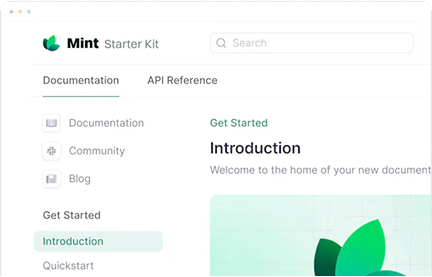 Mint Starter Kit
Search
Documentation
API Reference
Documentation
Community
Blog
Get Started
Introduction
Quickstart
Get Started
Introduction
Welcome to the home of your new document